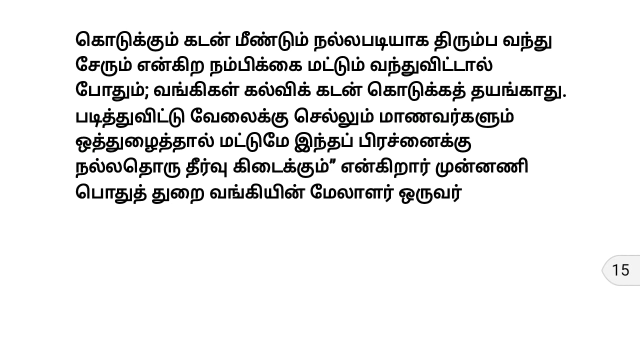 கொடுக்கும் கடன் மீண்டும் நல்லபடியாக திரும்ப வந்து
சேரும் என்கிற நம்பிக்கை மட்டும் வந்துவிட்டால்
போதும்; வங்கிகள் கல்விக் கடன் கொடுக்கத் தயங்காது.
படித்துவிட்டு வேலைக்கு செல்லும் மாணவர்களும்
ஒத்துழைத்தால் மட்டுமே இந்தப் பிரச்னைக்கு
நல்லதொரு தீர்வு கிடைக்கும்” என்கிறார் முன்னணி
பொதுத் துறை வங்கியின் மேலாளர் ஒருவர்
15